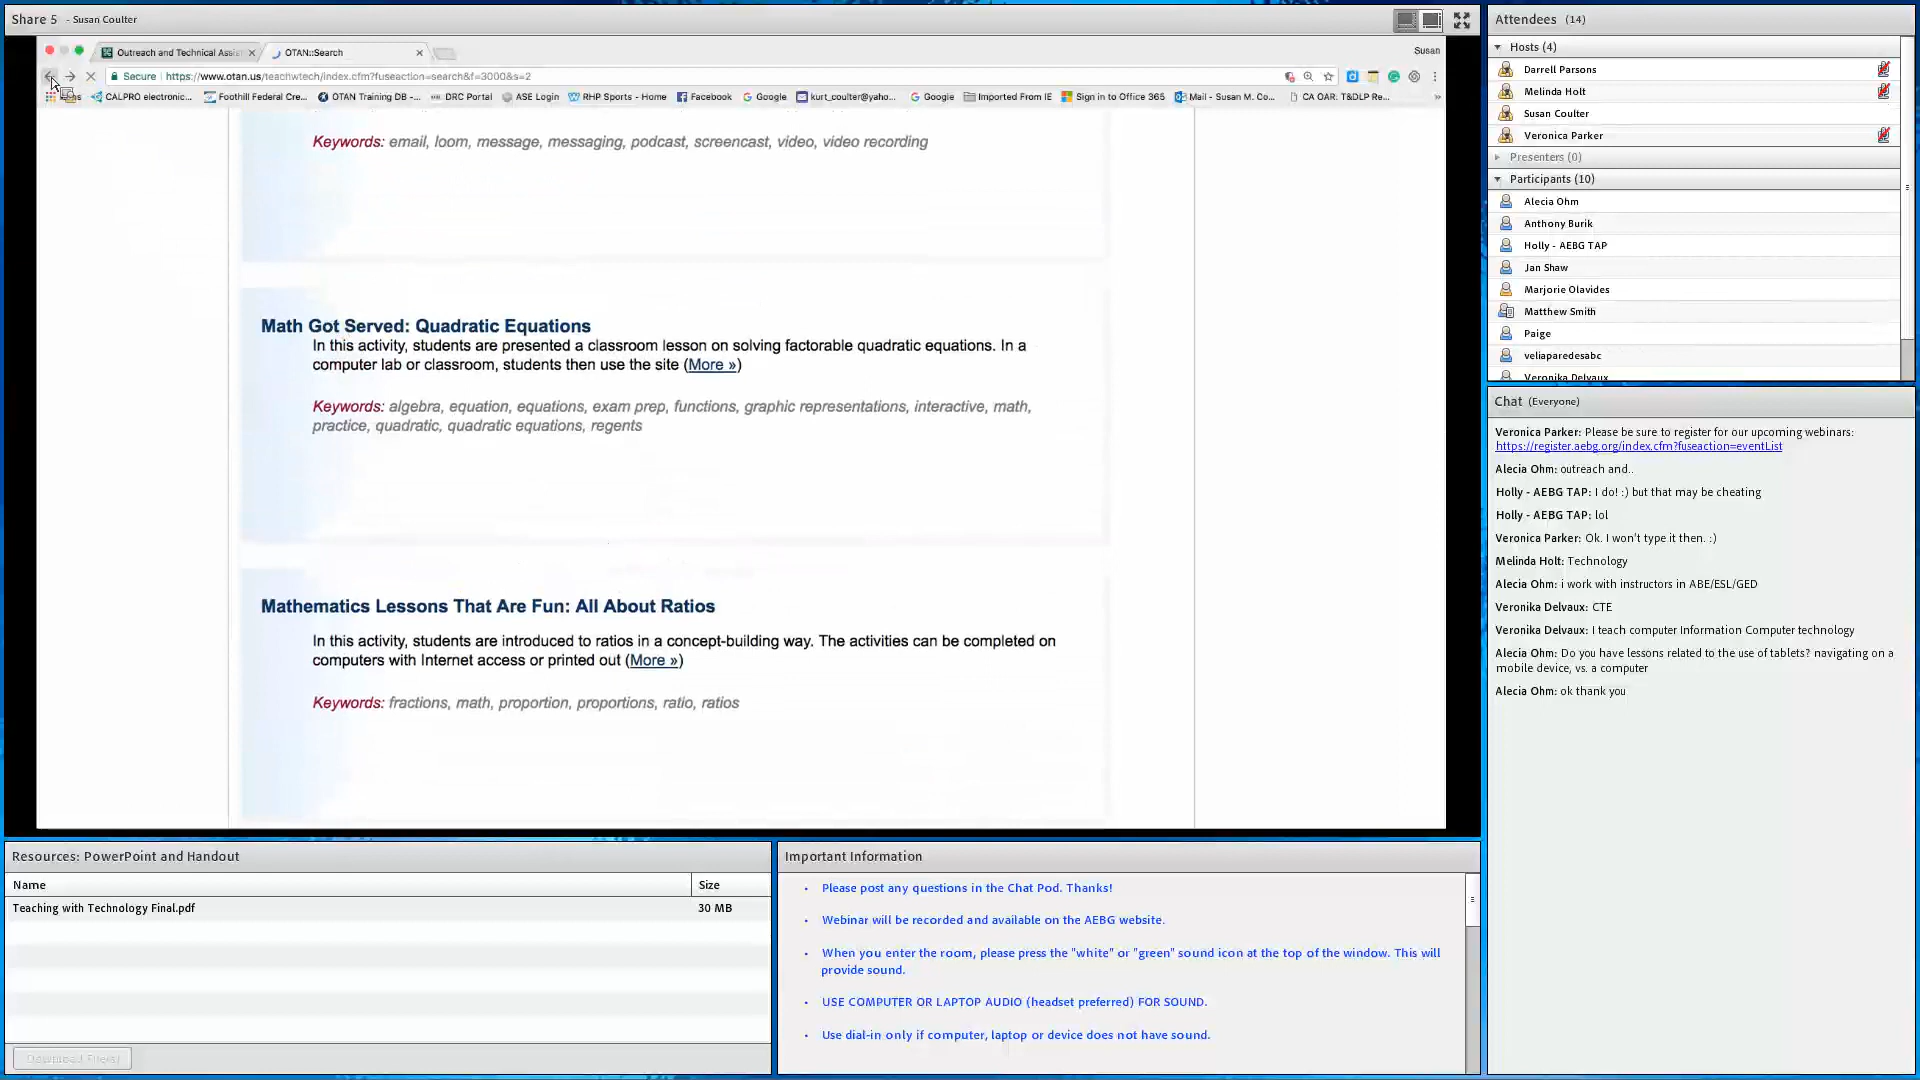 Share 5 - Susan Coulter
Outreach and Technical Assist
OTAN::Search
Susan
Secure https://www.otan.us/teachwtech/index.cfm?fuseaction=search&f=3000&s=2
CALPRO electronic... Foothill Federal Cre... OTAN Training DB -... DRC Portal ASE Login RHP Sports - Home Facebook Google kurt_coulter@yaho... Google Imported From IE Sign in to Office 365 Mail - Susan M. Co... CA OAR. T&DLP Re... »
Keywords: email, loom, message, messaging, podcast, screencast, video, video recording
Math Got Served: Quadratic Equations
In this activity, students are presented a classroom lesson on solving factorable quadratic equations. In a
computer lab or classroom, students then use the site (More »)
Keywords: algebra, equation, equations, exam prep, functions, graphic representations, interactive, math,
practice, quadratic, quadratic equations, regents
Mathematics Lessons That Are Fun: All About Ratios
In this activity, students are introduced to ratios in a concept-building way. The activities can be completed on
computers with Internet access or printed out (More »)
Keywords: fractions, math, proportion, proportions, ratio, ratios
Attendees (14)
Hosts (4)
Darrell Parsons
Melinda Holt
Susan Coulter
Veronica Parker
Presenters (0)
Participants (10)
Alecia Ohm
Anthony Burik
Holly - AEBG TAP
Jan Shaw
Marjorie Olavides
Matthew Smith
Paige
veliaparedesabc
Veronika Delvaux
Chat (Everyone)
Veronica Parker: Please be sure to register for our upcoming webinars:
https://register.aebg.org/index.cfm?fuseaction=eventList
Alecia Ohm: outreach and..
Holly - AEBG TAP: I do! :) but that may be cheating
Holly - AEBG TAP: lol
Veronica Parker: Ok. I won't type it then. :)
Melinda Holt: Technology
Alecia Ohm: i work with instructors in ABE/ESL/GED
Veronika Delvaux: CTE
Veronika Delvaux: I teach computer Information Computer technology
Alecia Ohm: Do you have lessons related to the use of tablets? navigating on a
mobile device, vs. a computer
Alecia Ohm: ok thank you
Resources: PowerPoint and Handout
Name Size
Teaching with Technology Final.pdf 30 MB
Download File(s)
Important Information
• Please post any questions in the Chat Pod. Thanks!
• Webinar will be recorded and available on the AEBG website.
• When you enter the room, please press the "white" or "green" sound icon at the top of the window. This will
provide sound.
• USE COMPUTER OR LAPTOP AUDIO (headset preferred) FOR SOUND.
• Use dial-in only if computer, laptop or device does not have sound.